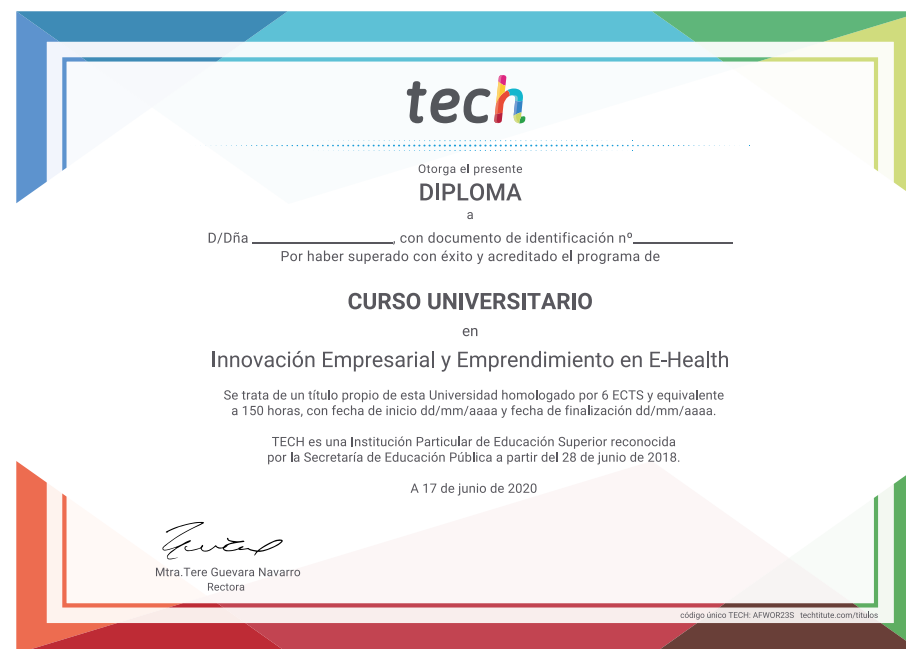 tech
Otorga el presente
DIPLOMA
a
D/Dña ____________________, con documento de identificación nº______________
Por haber superado con éxito y acreditado el programa de
CURSO UNIVERSITARIO
en
Innovación Empresarial y Emprendimiento en E-Health
Se trata de un título propio de esta Universidad homologado por 6 ECTS y equivalente
a 150 horas, con fecha de inicio dd/mm/aaaa y fecha de finalización dd/mm/aaaa.
TECH es una Institución Particular de Educación Superior reconocida
por la Secretaría de Educación Pública a partir del 28 de junio de 2018.
A 17 de junio de 2020
Mtra.Tere Guevara Navarro
Rectora
código único TECH: AFWOR23S techtitute.com/titulos